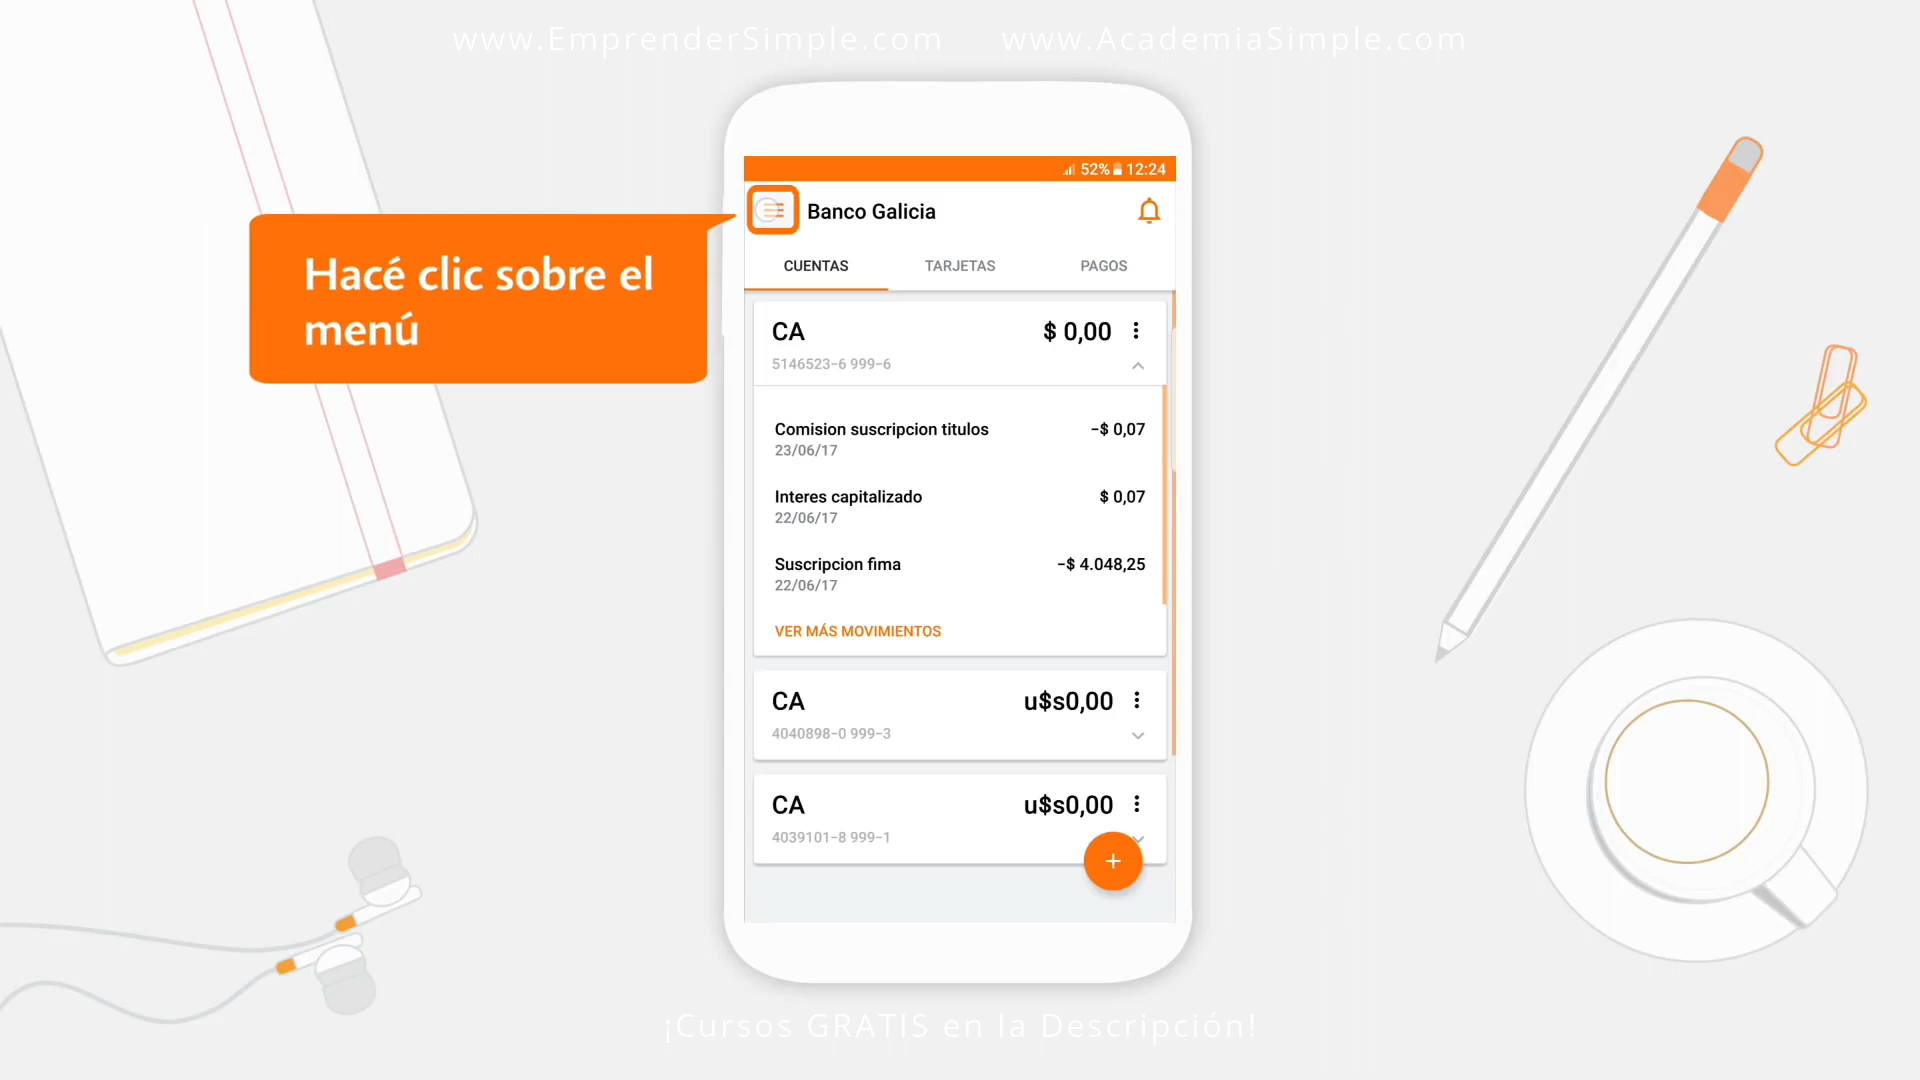 www.EmprenderSimple.com www.AcademiaSimple.com
52% 12:24
Banco Galicia
Hacé clic sobre el
menú
CUENTAS TARJETAS PAGOS
CA $ 0,00
5146523-6 999-6
Comision suscripcion titulos -$ 0,07
23/06/17
Interes capitalizado $ 0,07
22/06/17
Suscripcion fima -$ 4.048,25
22/06/17
VER MÁS MOVIMIENTOS
CA u$s0,00
4040898-0 999-3
CA u$s0,00
4039101-8 999-1
+
¡Cursos GRATIS en la Descripción!